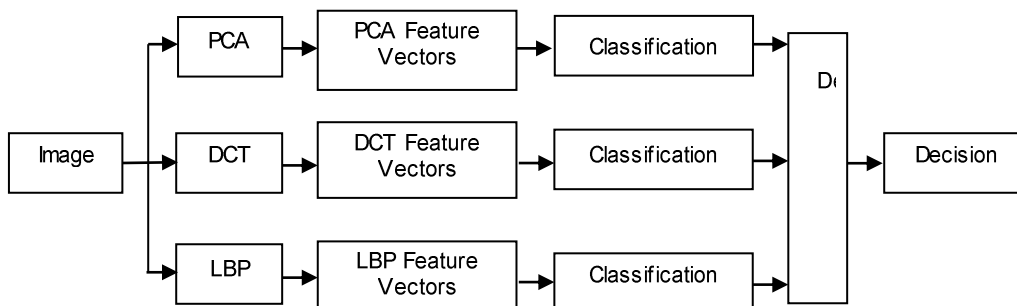 PCA
PCA Feature
Vectors
Classification
Image
DCT
DCT Feature
Vectors
Classification
Decision
LBP
LBP Feature
Vectors
Classification